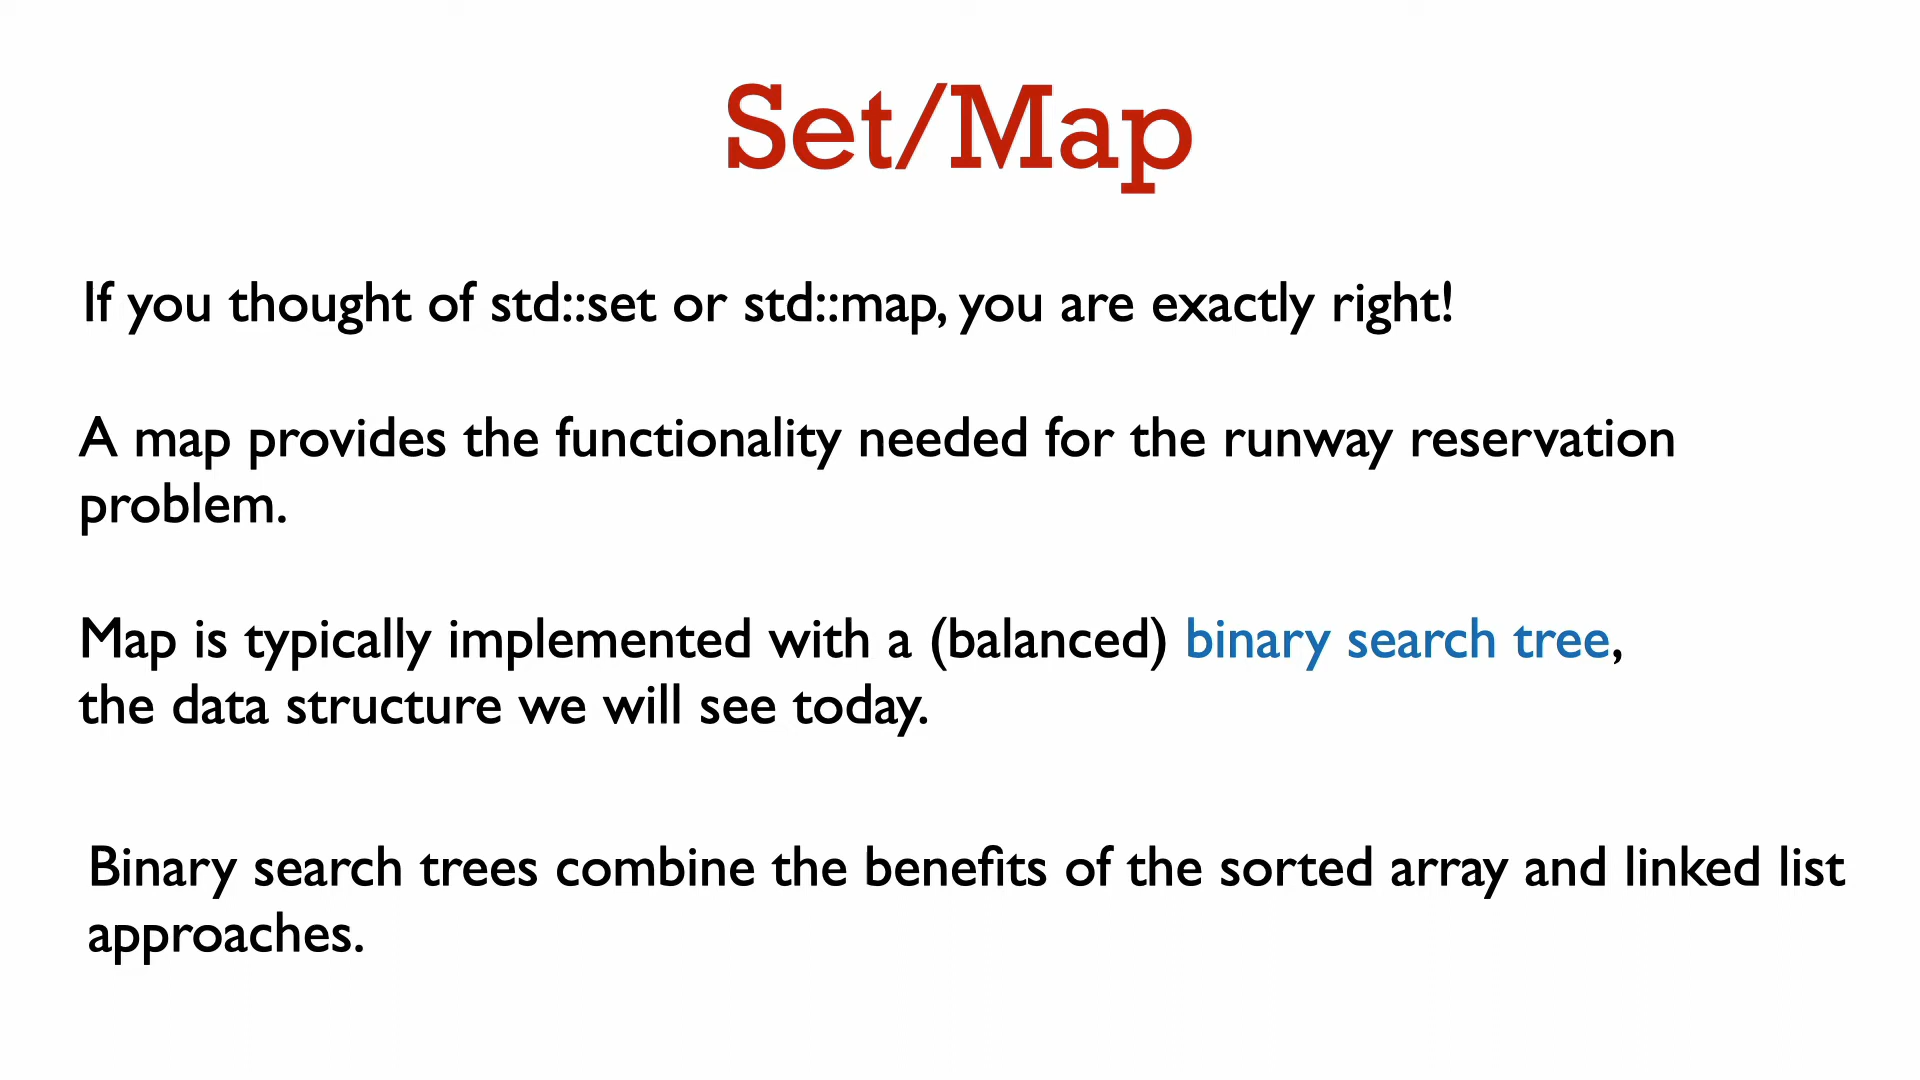 Set/Map
If you thought of std::set or std::map, you are exactly right!
A map provides the functionality needed for the runway reservation
problem.
Map is typically implemented with a (balanced) binary search tree,
the data structure we will see today.
Binary search trees combine the benefits of the sorted array and linked list
approaches.